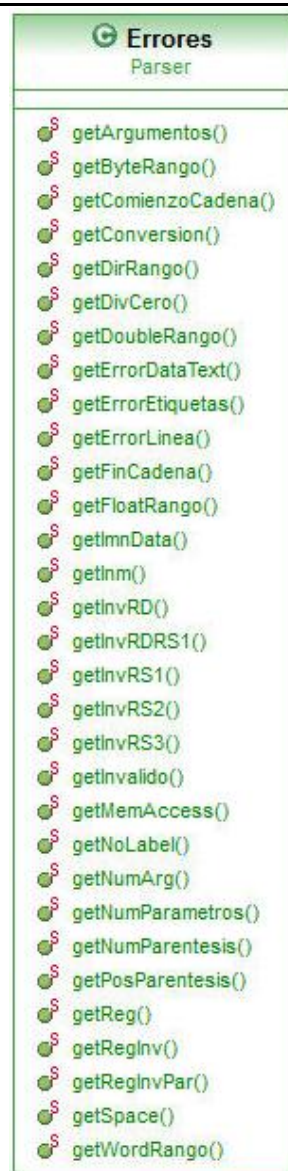 G Errores
Parser
S getArgumentos()
S getByteRango()
S getComienzoCadena()
S getConversion()
S getDirRango()
S getDivCero()
S getDoubleRango()
S getErrorDataText()
S getErrorEtiquetas()
S getErrorLinea()
S getFinCadena()
S getFloatRango()
S getImnData()
S getInm()
S getInvRD()
S getInvRDRS1()
S getInvRS1()
S getInvRS2()
S getInvRS3()
S getInvalido()
S getMemAccess()
S getNoLabel()
S getNumArg()
S getNumParametros()
S getNumParentesis()
S getPosParentesis()
S getReg()
S getRegInv()
S getRegInvPar()
S getSpace()
S getWordRango()